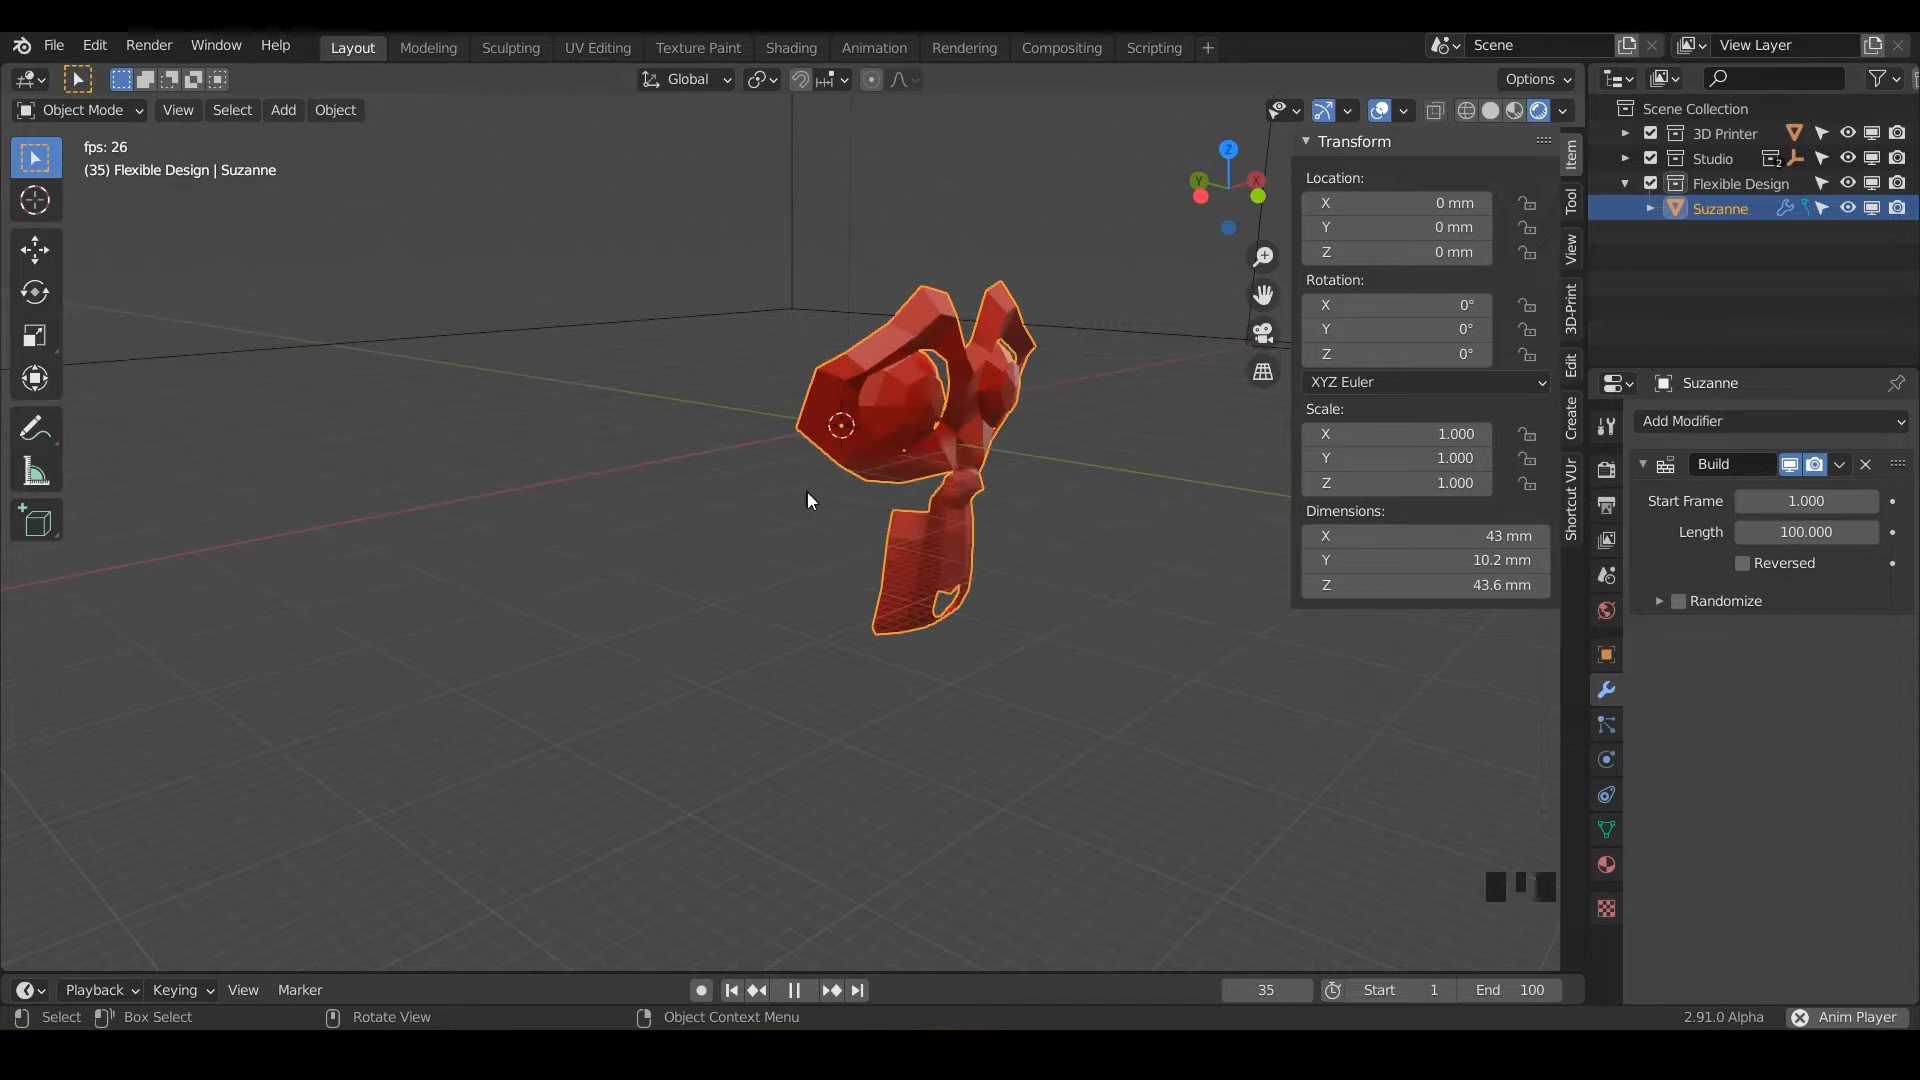 File Edit Render Window Help Layout Modeling Sculpting UV Editing Texture Paint Shading Animation Rendering Compositing Scripting + Scene View Layer
Global Options
Object Mode View Select Add Object
fps: 26
(35) Flexible Design | Suzanne
Z
Y
X
Transform
Location:
X 0 mm
Y 0 mm
Z 0 mm
Rotation:
X 0°
Y 0°
Z 0°
XYZ Euler
Scale:
X 1.000
Y 1.000
Z 1.000
Dimensions:
X 43 mm
Y 10.2 mm
Z 43.6 mm
Item
Tool
View
3D-Print
Edit
Create
Shortcut VUr
Scene Collection
3D Printer
Studio 2
Flexible Design
Suzanne
Suzanne
Add Modifier
Build
Start Frame 1.000
Length 100.000
Reversed
Randomize
Playback Keying View Marker 35 Start 1 End 100
Select Box Select Rotate View Object Context Menu 2.91.0 Alpha Anim Player